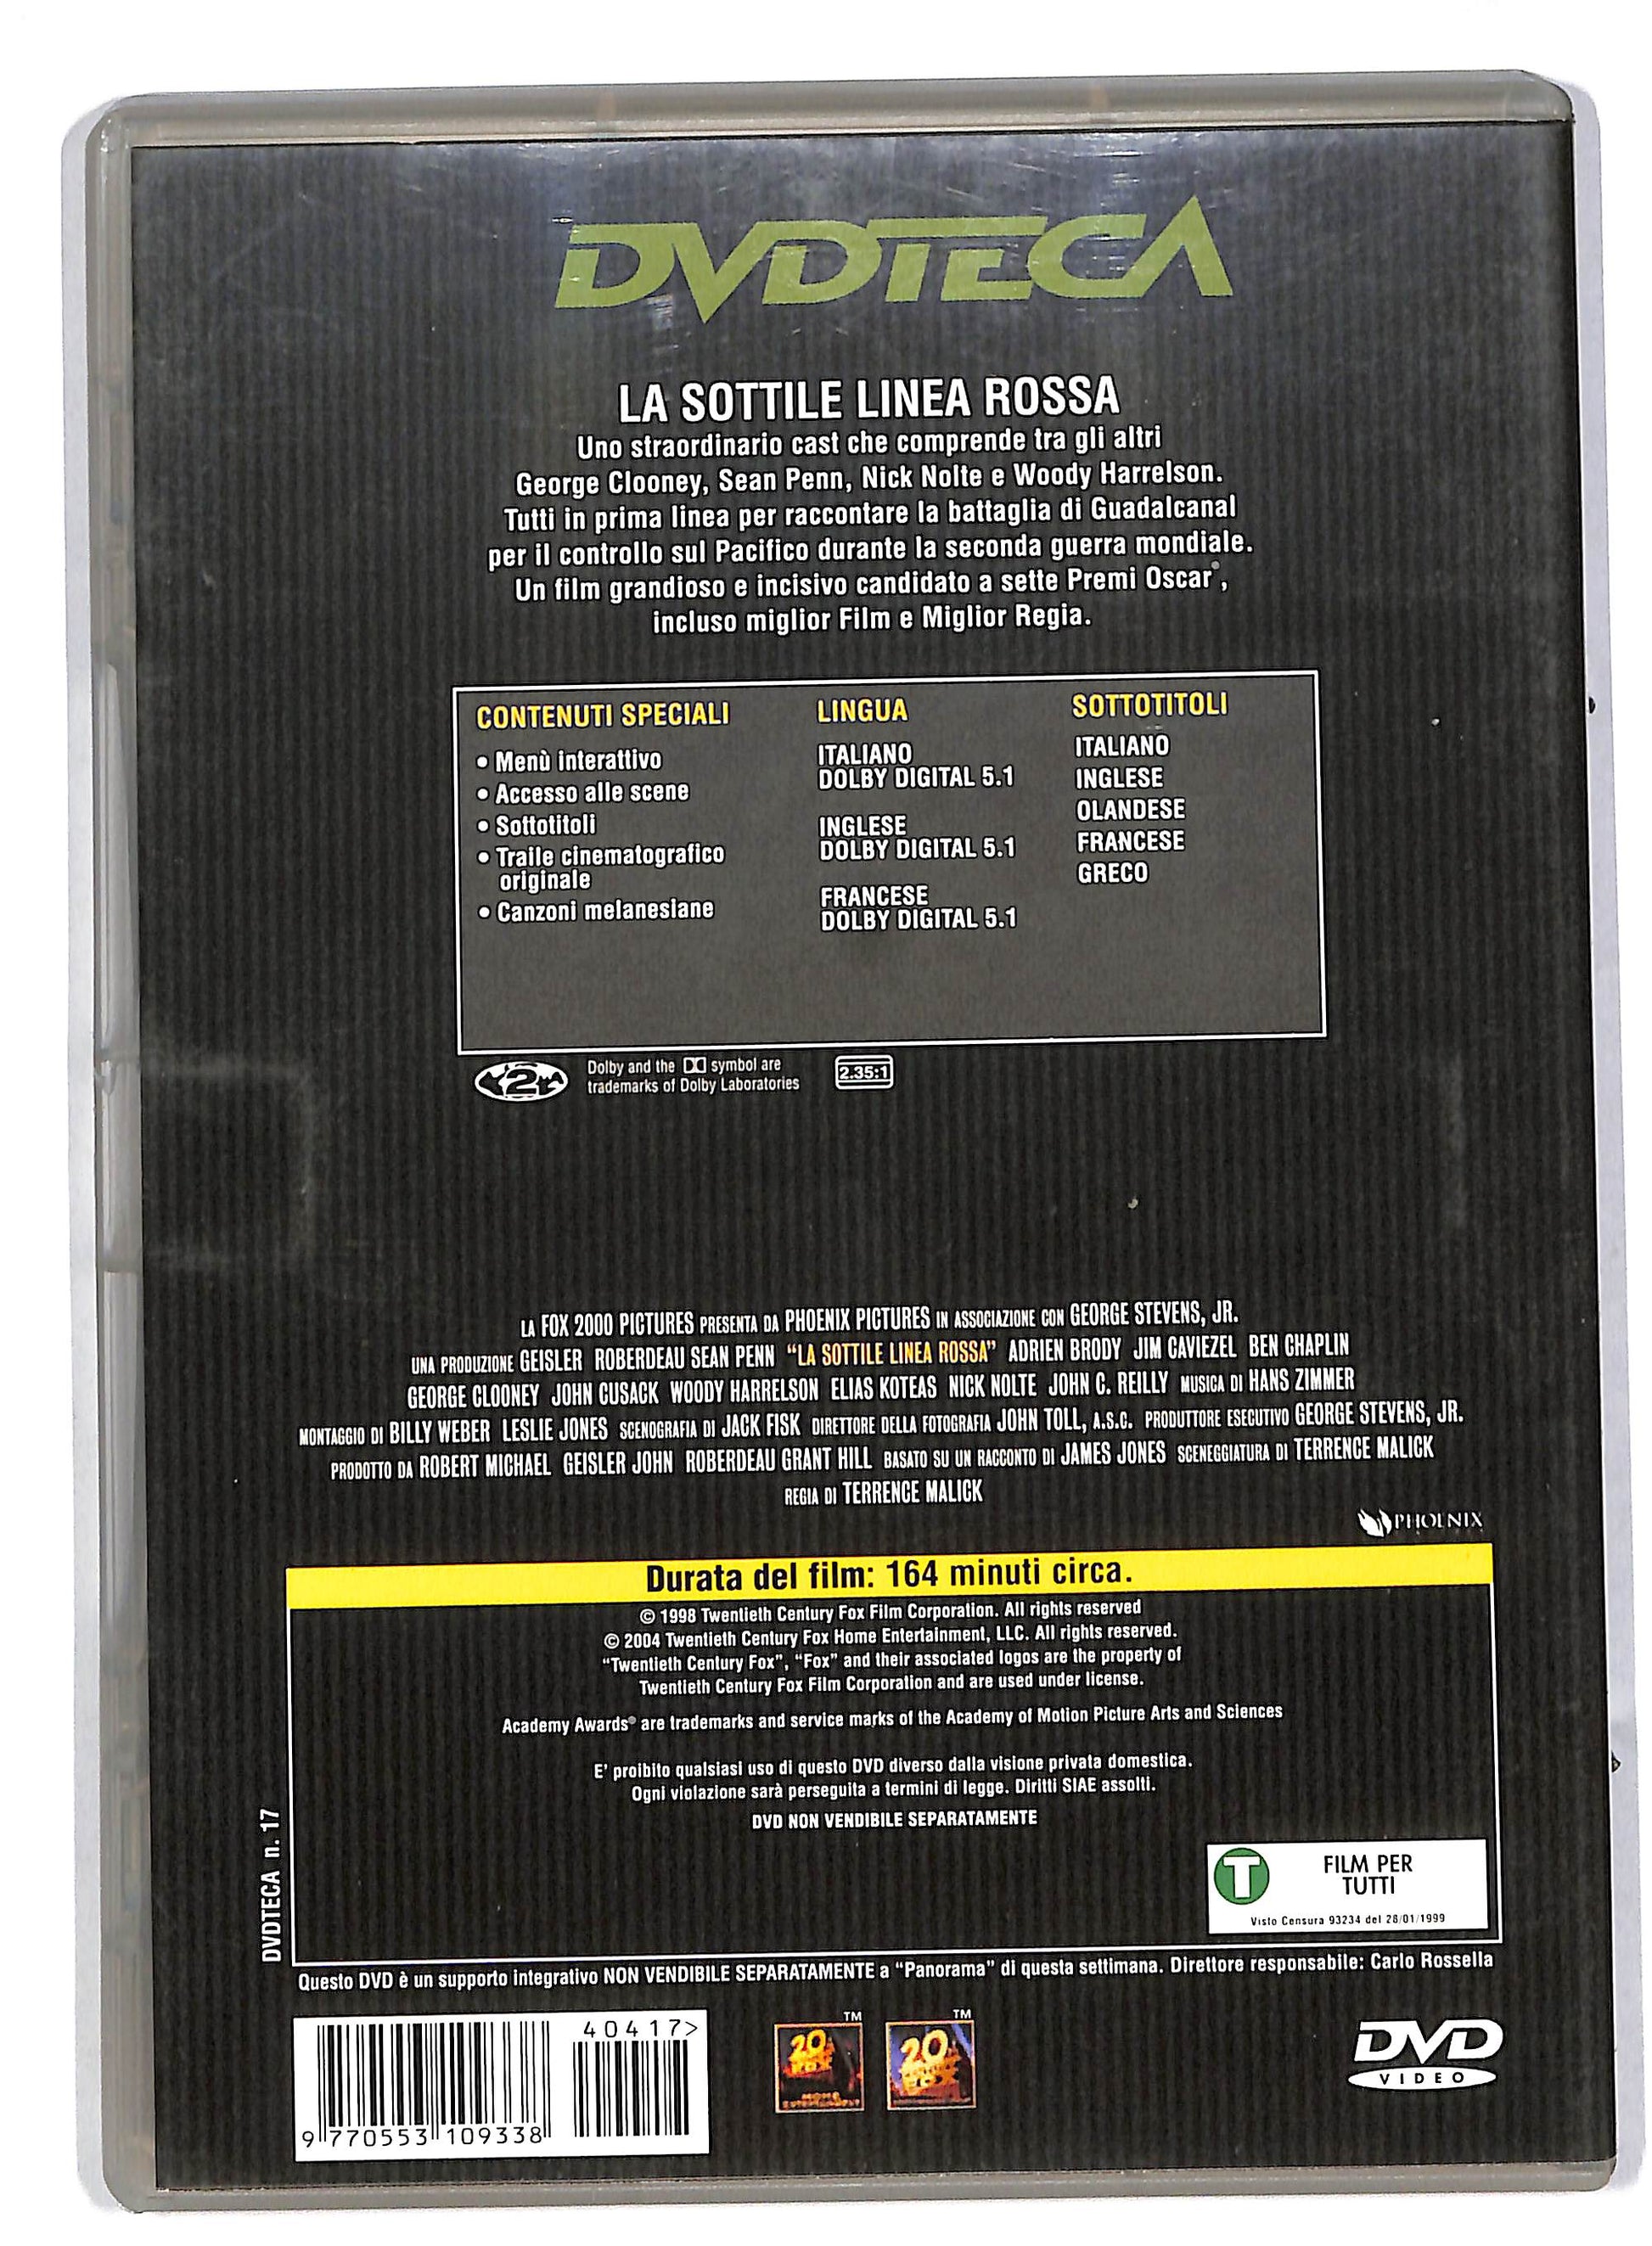 DVDTECA
LA SOTTILE LINEA ROSSA
Uno straordinario cast che comprende tra gli altri
George Clooney, Sean Penn, Nick Nolte e Woody Harrelson.
Tutti in prima linea per raccontare la battaglia di Guadalcanal
per il controllo sul Pacifico durante la seconda guerra mondiale.
Un film grandioso e incisivo candidato a sette Premi Oscar®,
incluso miglior Film e Miglior Regia.
CONTENUTI SPECIALI
• Menù interattivo
• Accesso alle scene
• Sottotitoli
• Traile cinematografico
originale
• Canzoni melanesiane
LINGUA
ITALIANO
DOLBY DIGITAL 5.1
INGLESE
DOLBY DIGITAL 5.1
FRANCESE
DOLBY DIGITAL 5.1
SOTTOTITOLI
ITALIANO
INGLESE
OLANDESE
FRANCESE
GRECO
2
Dolby and the DD symbol are
trademarks of Dolby Laboratories
2.35:1
LA FOX 2000 PICTURES PRESENTA DA PHOENIX PICTURES IN ASSOCIAZIONE CON GEORGE STEVENS, JR.
UNA PRODUZIONE GEISLER ROBERDEAU SEAN PENN “LA SOTTILE LINEA ROSSA” ADRIEN BRODY JIM CAVIEZEL BEN CHAPLIN
GEORGE CLOONEY JOHN CUSACK WOODY HARRELSON ELIAS KOTEAS NICK NOLTE JOHN C. REILLY MUSICA DI HANS ZIMMER
MONTAGGIO DI BILLY WEBER LESLIE JONES SCENOGRAFIA DI JACK FISK DIRETTORE DELLA FOTOGRAFIA JOHN TOLL, A.S.C. PRODUTTORE ESECUTIVO GEORGE STEVENS, JR.
PRODOTTO DA ROBERT MICHAEL GEISLER JOHN ROBERDEAU GRANT HILL BASATO SU UN RACCONTO DI JAMES JONES SCENEGGIATURA DI TERRENCE MALICK
REGIA DI TERRENCE MALICK
PHOENIX
Durata del film: 164 minuti circa.
© 1998 Twentieth Century Fox Film Corporation. All rights reserved
© 2004 Twentieth Century Fox Home Entertainment, LLC. All rights reserved.
“Twentieth Century Fox”, “Fox” and their associated logos are the property of
Twentieth Century Fox Film Corporation and are used under license.
Academy Awards® are trademarks and service marks of the Academy of Motion Picture Arts and Sciences
E' proibito qualsiasi uso di questo DVD diverso dalla visione privata domestica.
Ogni violazione sarà perseguita a termini di legge. Diritti SIAE assolti.
DVD NON VENDIBILE SEPARATAMENTE
T
FILM PER
TUTTI
Visto Censura 93234 del 28/01/1999
DVDTECA n. 17
Questo DVD è un supporto integrativo NON VENDIBILE SEPARATAMENTE a “Panorama” di questa settimana. Direttore responsabile: Carlo Rossella
40417>
9 770553 109338
TM
20
FOX
TM
20
FOX
DVD
VIDEO